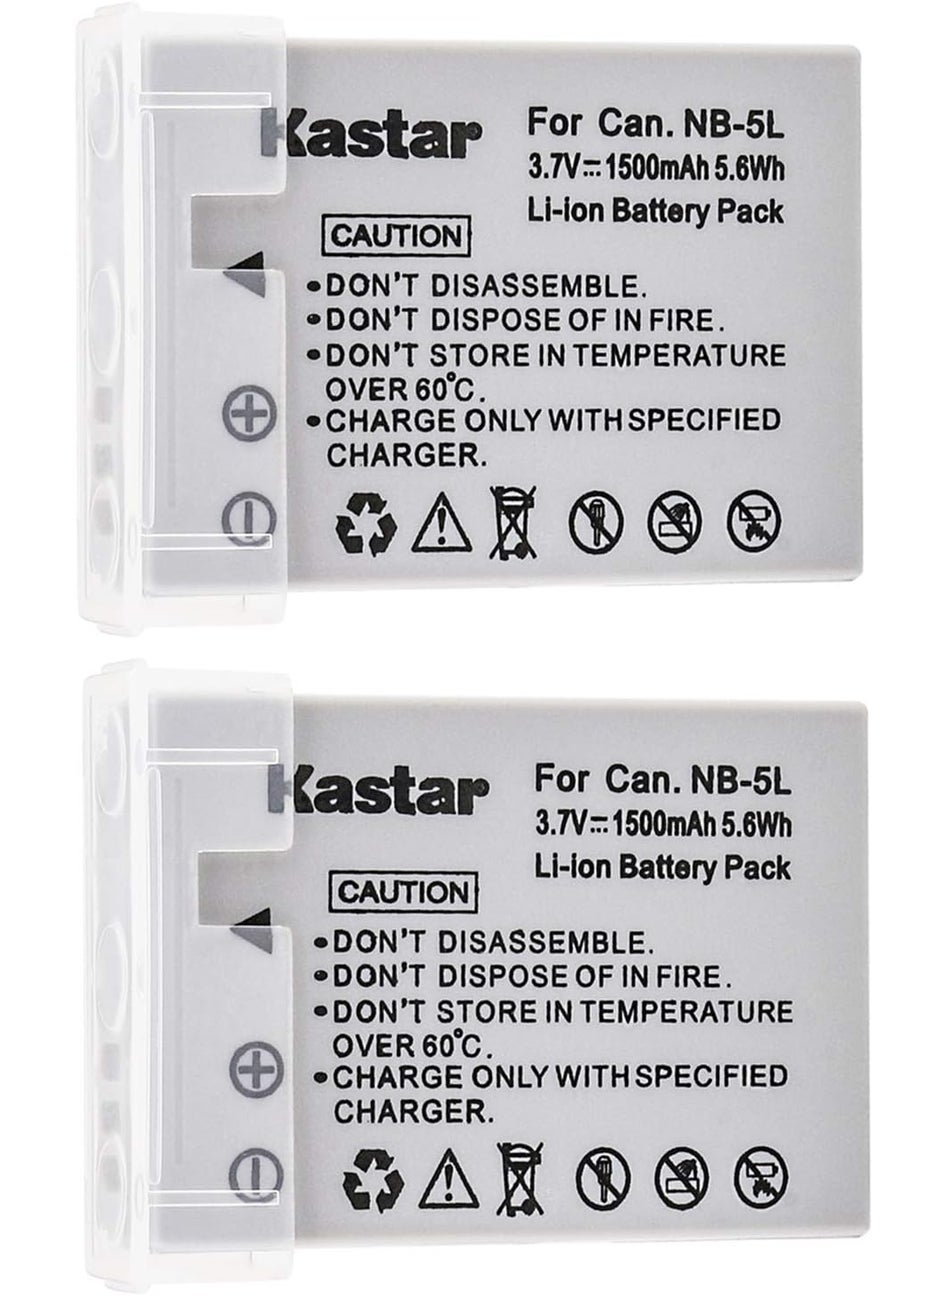 Kastar
For Can. NB-5L
3.7V⎓1500mAh 5.6Wh
Li-ion Battery Pack
CAUTION
•DON'T DISASSEMBLE.
•DON'T DISPOSE OF IN FIRE.
•DON'T STORE IN TEMPERATURE
OVER 60℃.
•CHARGE ONLY WITH SPECIFIED
CHARGER.
Kastar
For Can. NB-5L
3.7V⎓1500mAh 5.6Wh
Li-ion Battery Pack
CAUTION
•DON'T DISASSEMBLE.
•DON'T DISPOSE OF IN FIRE.
•DON'T STORE IN TEMPERATURE
OVER 60℃.
•CHARGE ONLY WITH SPECIFIED
CHARGER.